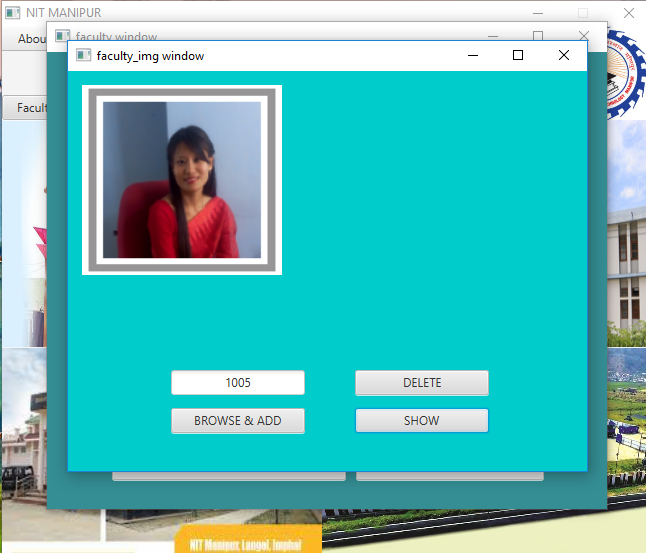 NIT MANIPUR
Abou
faculty window
faculty_img window
Facult
1005
DELETE
BROWSE & ADD
SHOW
NIT Manipur, Langol, Imphal